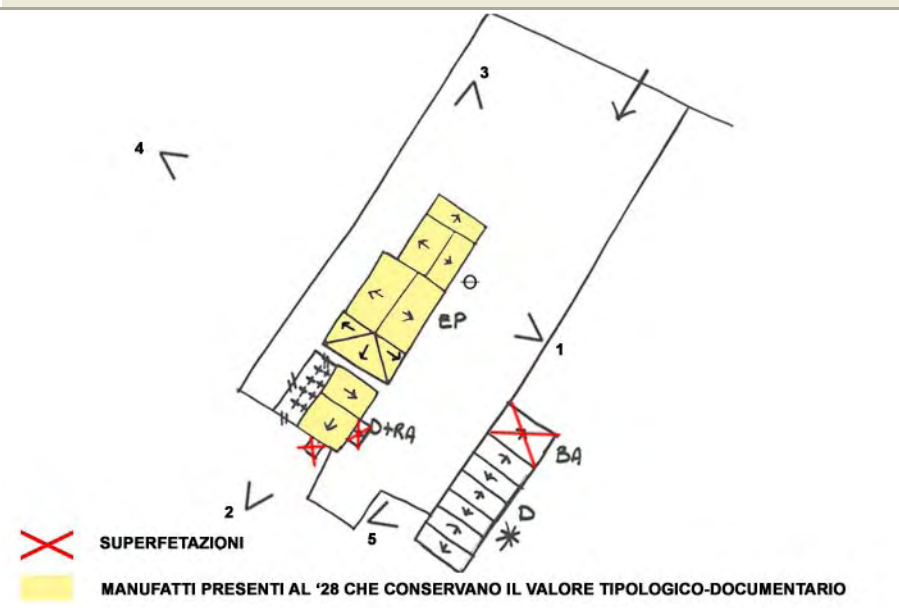 3
4
EP
1
D+RA
BA
2
D
5
SUPERFETAZIONI
MANUFATTI PRESENTI AL '28 CHE CONSERVANO IL VALORE TIPOLOGICO-DOCUMENTARIO